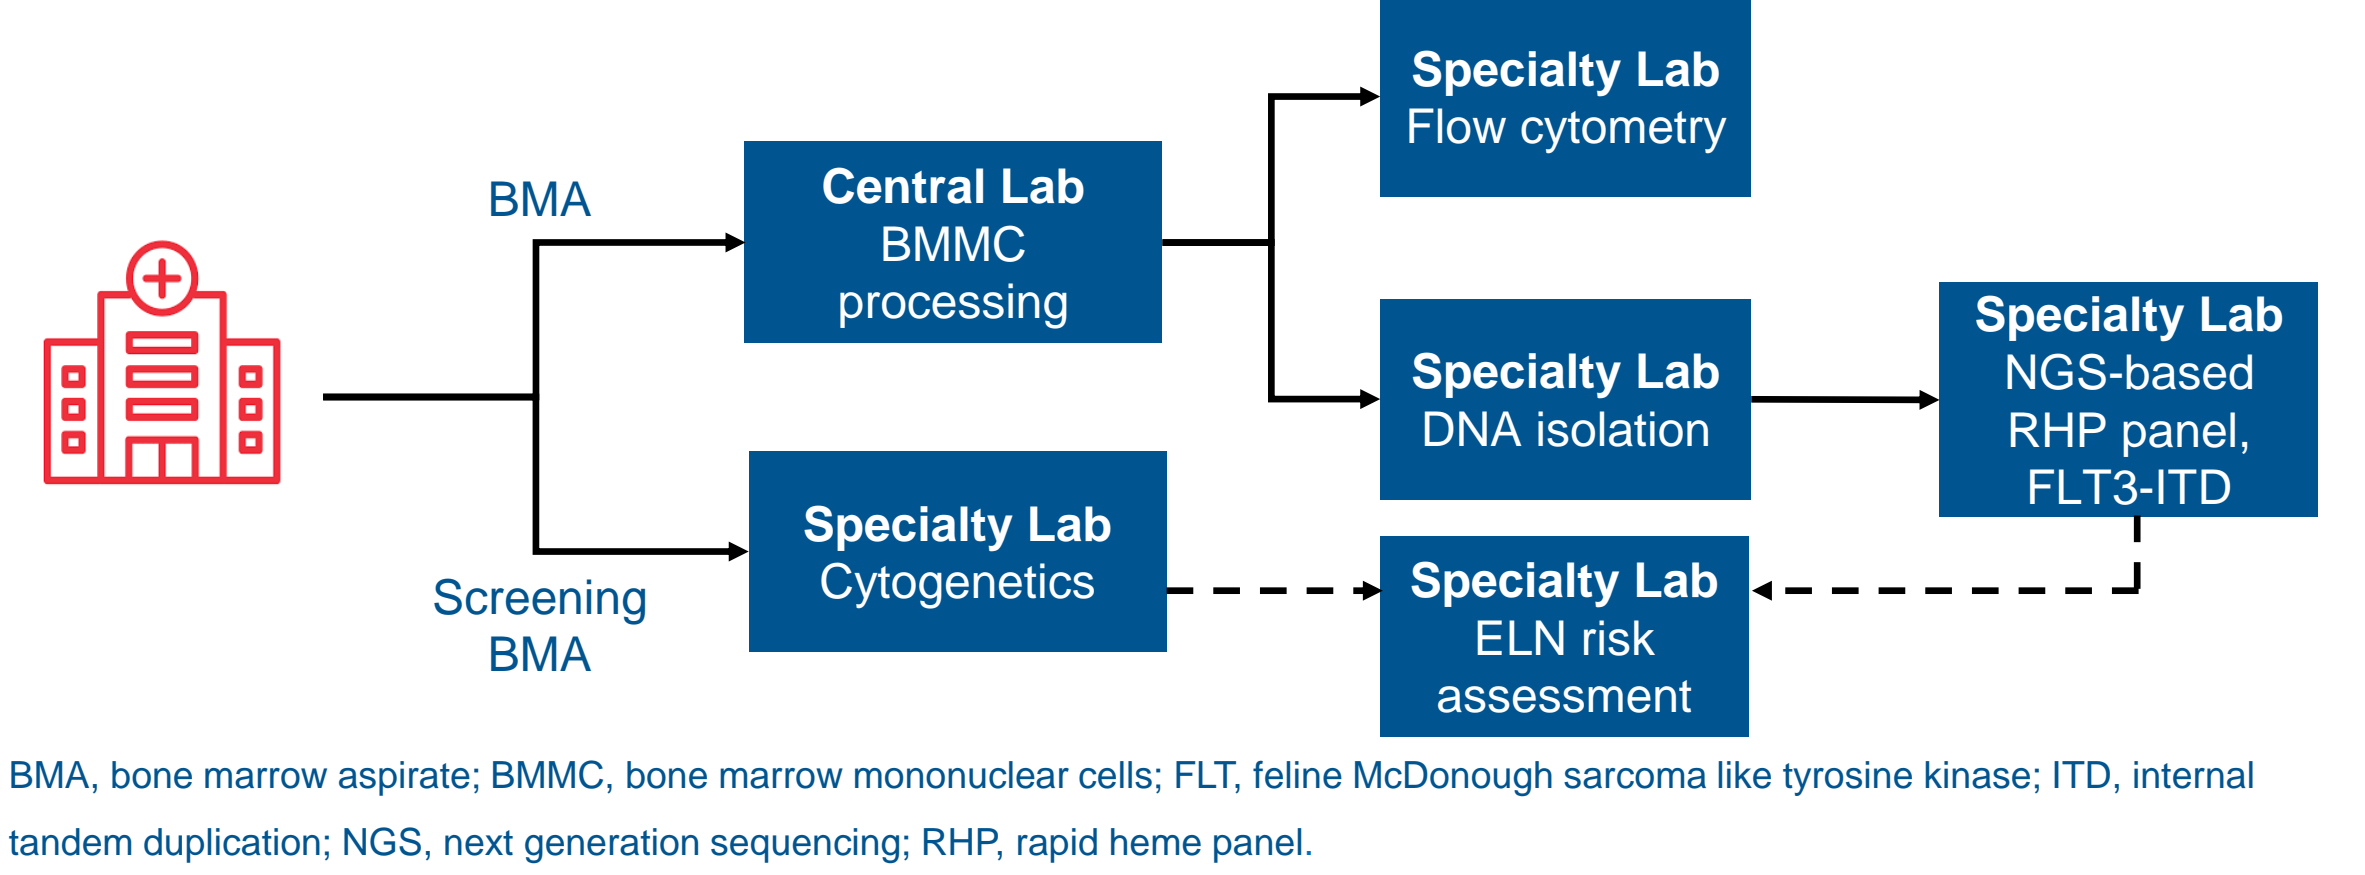 BMA
Central Lab
BMMC
processing
Specialty Lab
Flow cytometry
Specialty Lab
DNA isolation
Specialty Lab
NGS-based
RHP panel,
FLT3-ITD
Screening
BMA
Specialty Lab
Cytogenetics
Specialty Lab
ELN risk
assessment
BMA, bone marrow aspirate; BMMC, bone marrow mononuclear cells; FLT, feline McDonough sarcoma like tyrosine kinase; ITD, internal
tandem duplication; NGS, next generation sequencing; RHP, rapid heme panel.